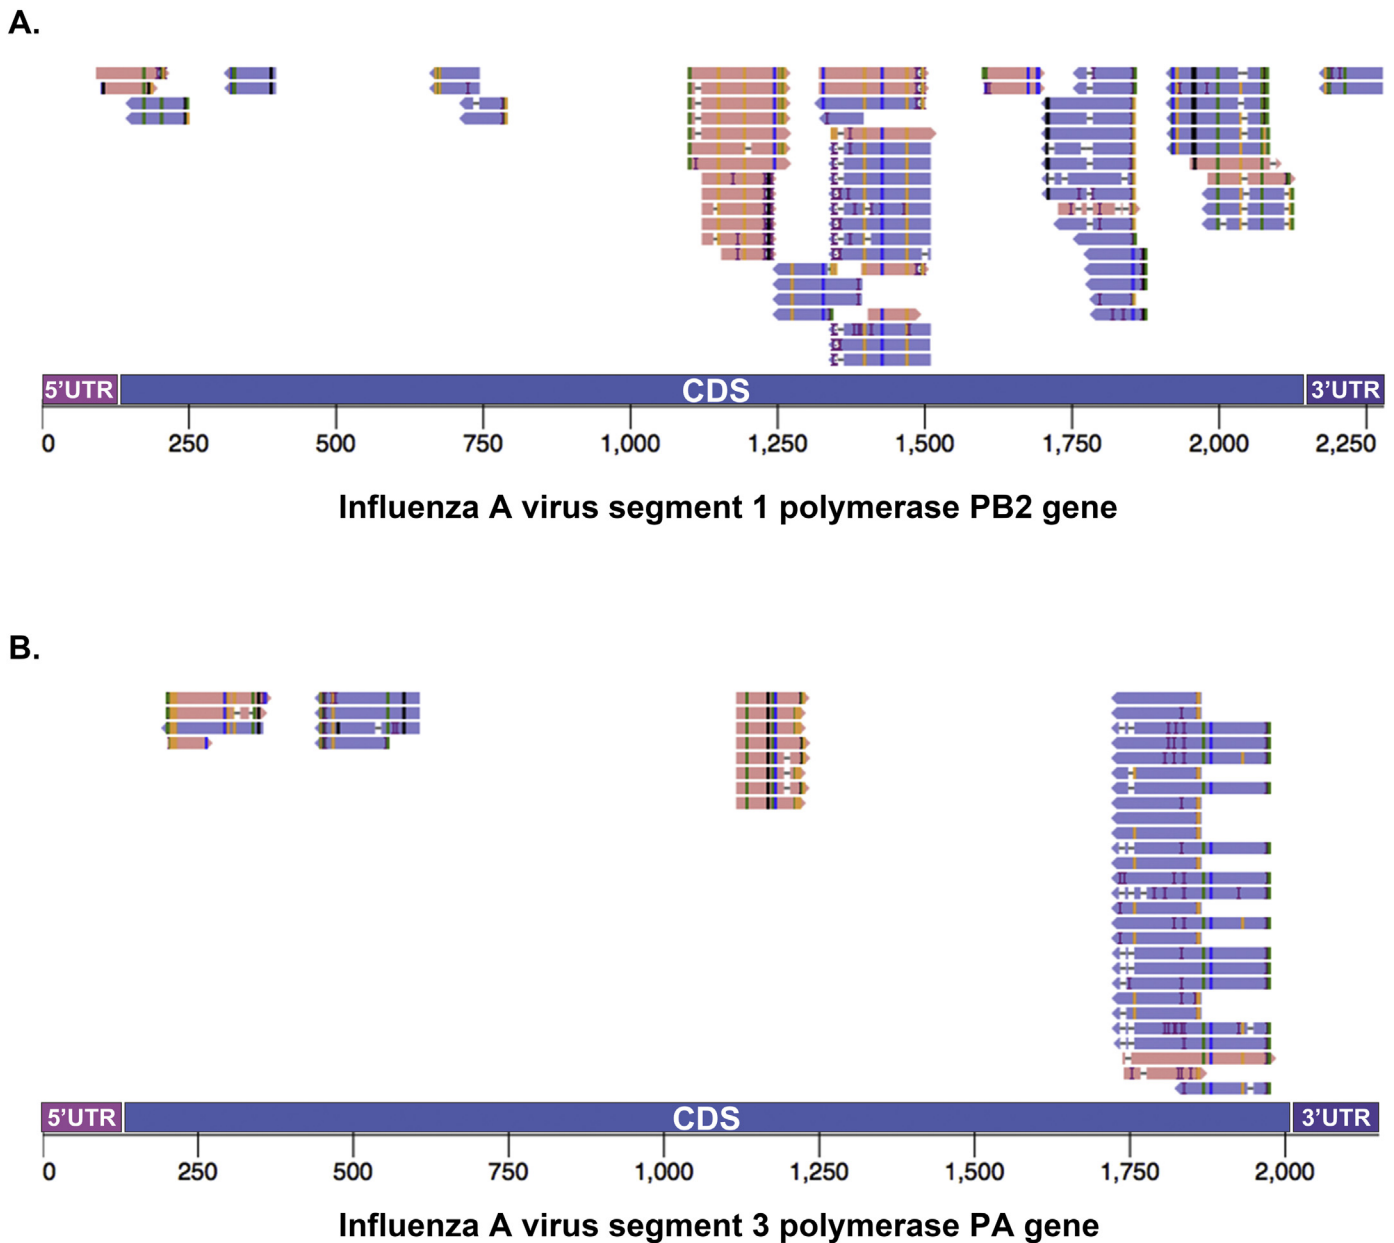 A.
5’UTR CDS 3’UTR
0 250 500 750 1,000 1,250 1,500 1,750 2,000 2,250
Influenza A virus segment 1 polymerase PB2 gene
B.
5’UTR CDS 3’UTR
0 250 500 750 1,000 1,250 1,500 1,750 2,000
Influenza A virus segment 3 polymerase PA gene